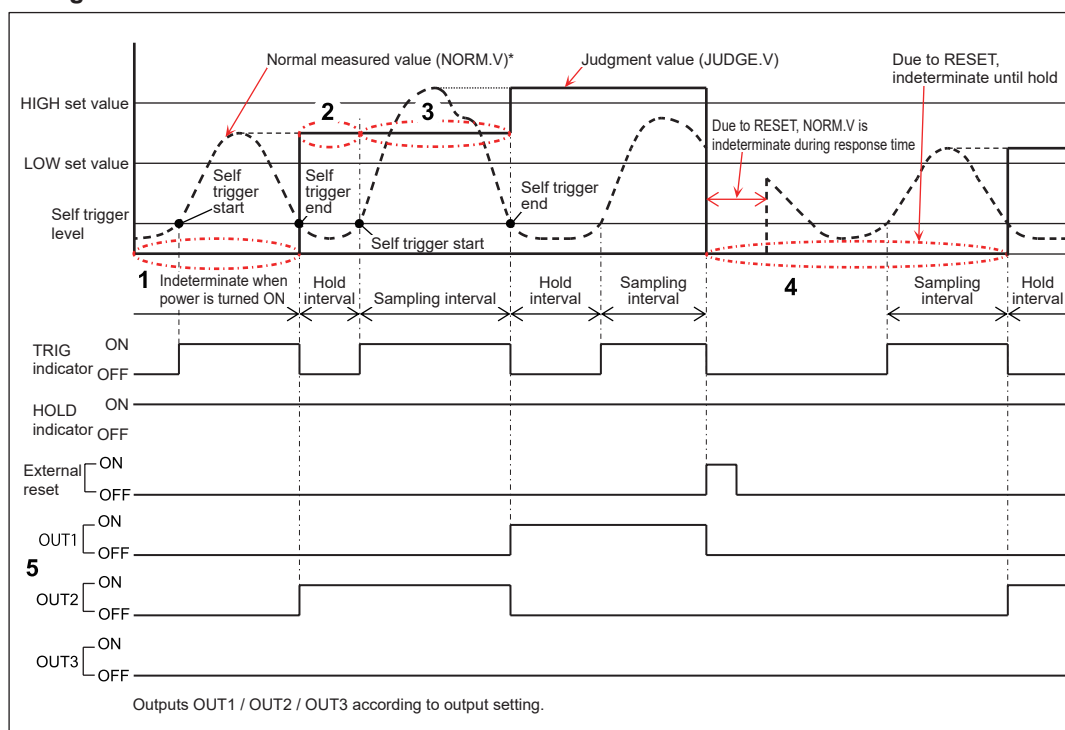 Normal measured value (NORM.V)*
Judgment value (JUDGE.V)
Due to RESET,
indeterminate until hold
HIGH set value
2
3
Due to RESET, NORM.V is
indeterminate during response time
LOW set value
Self
trigger
start
Self
trigger
end
Self trigger
end
Self trigger
level
Self trigger start
1
Indeterminate when
power is turned ON
Hold
interval
Sampling interval
Hold
interval
Sampling
interval
4
Sampling
interval
Hold
interval
TRIG
indicator
ON
OFF
HOLD
indicator
ON
OFF
External
reset
ON
OFF
OUT1
ON
OFF
5
OUT2
ON
OFF
OUT3
ON
OFF
Outputs OUT1 / OUT2 / OUT3 according to output setting.